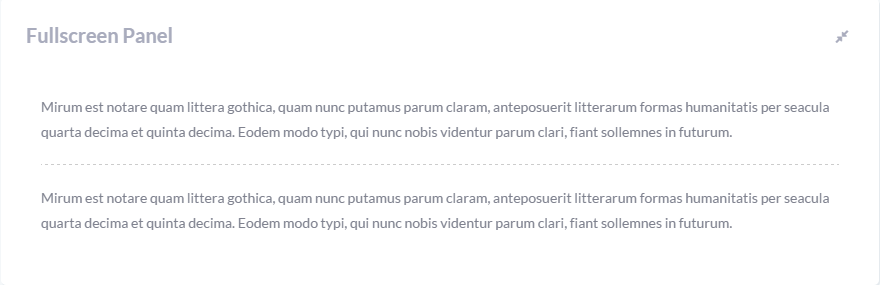 Fullscreen Panel
Mirum est notare quam littera gothica, quam nunc putamus parum claram, anteposuerit litterarum formas humanitatis per seacula
quarta decima et quinta decima. Eodem modo typi, qui nunc nobis videntur parum clari, fiant sollemnes in futurum.
Mirum est notare quam littera gothica, quam nunc putamus parum claram, anteposuerit litterarum formas humanitatis per seacula
quarta decima et quinta decima. Eodem modo typi, qui nunc nobis videntur parum clari, fiant sollemnes in futurum.